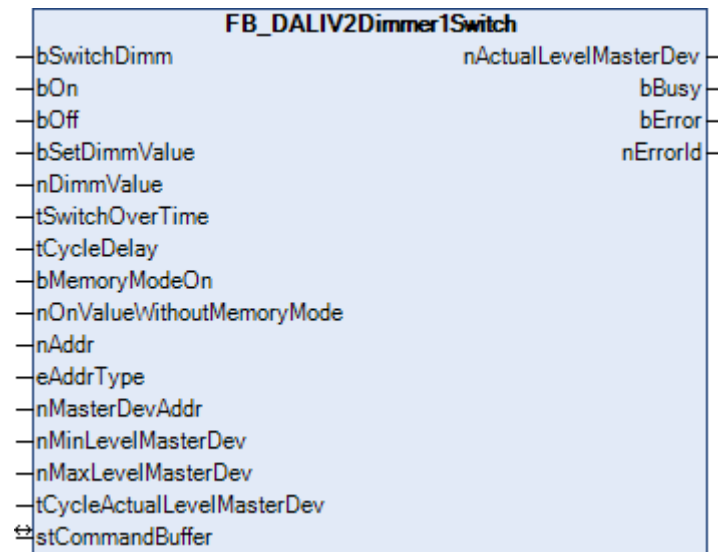 FB_DALIV2Dimmer1Switch
bSwitchDimm nActualLevelMasterDev
bOn bBusy
bOff bError
bSetDimmValue nErrorId
nDimmValue
tSwitchOverTime
tCycleDelay
bMemoryModeOn
nOnValueWithoutMemoryMode
nAddr
eAddrType
nMasterDevAddr
nMinLevelMasterDev
nMaxLevelMasterDev
tCycleActualLevelMasterDev
stCommandBuffer